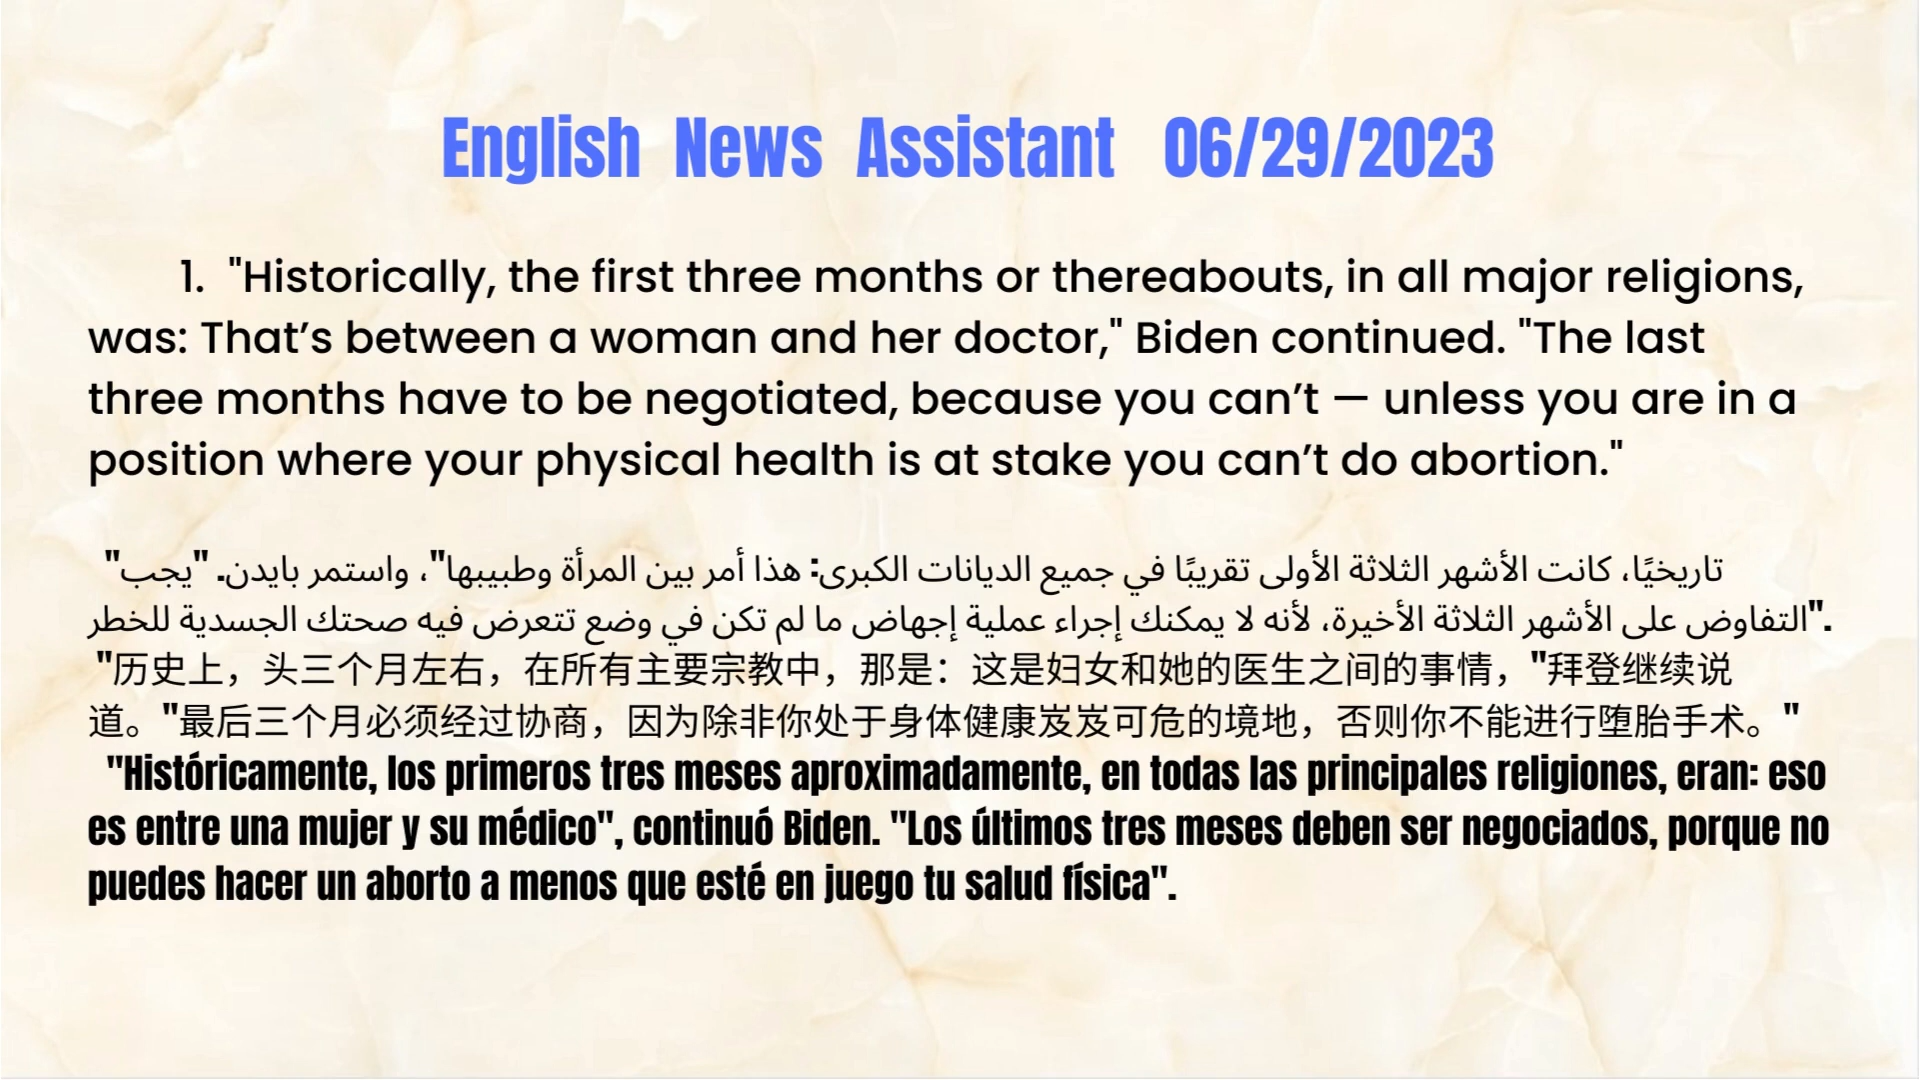 English News Assistant 06/29/2023
1. "Historically, the first three months or thereabouts, in all major religions,
was: That’s between a woman and her doctor," Biden continued. "The last
three months have to be negotiated, because you can’t — unless you are in a
position where your physical health is at stake you can’t do abortion."
"تاريخيًا، كانت الأشهر الثلاثة الأولى تقريبًا في جميع الديانات الكبرى: هذا أمر بين المرأة وطبيبها"، واستمر بايدن. "يجب
التفاوض على الأشهر الثلاثة الأخيرة، لأنه لا يمكنك إجراء عملية إجهاض ما لم تكن في وضع تتعرض فيه صحتك الجسدية للخطر".
"历史上，头三个月左右，在所有主要宗教中，那是：这是妇女和她的医生之间的事情，"拜登继续说
道。"最后三个月必须经过协商，因为除非你处于身体健康岌岌可危的境地，否则你不能进行堕胎手术。"
"Históricamente, los primeros tres meses aproximadamente, en todas las principales religiones, eran: eso
es entre una mujer y su médico", continuó Biden. "Los últimos tres meses deben ser negociados, porque no
puedes hacer un aborto a menos que esté en juego tu salud física".